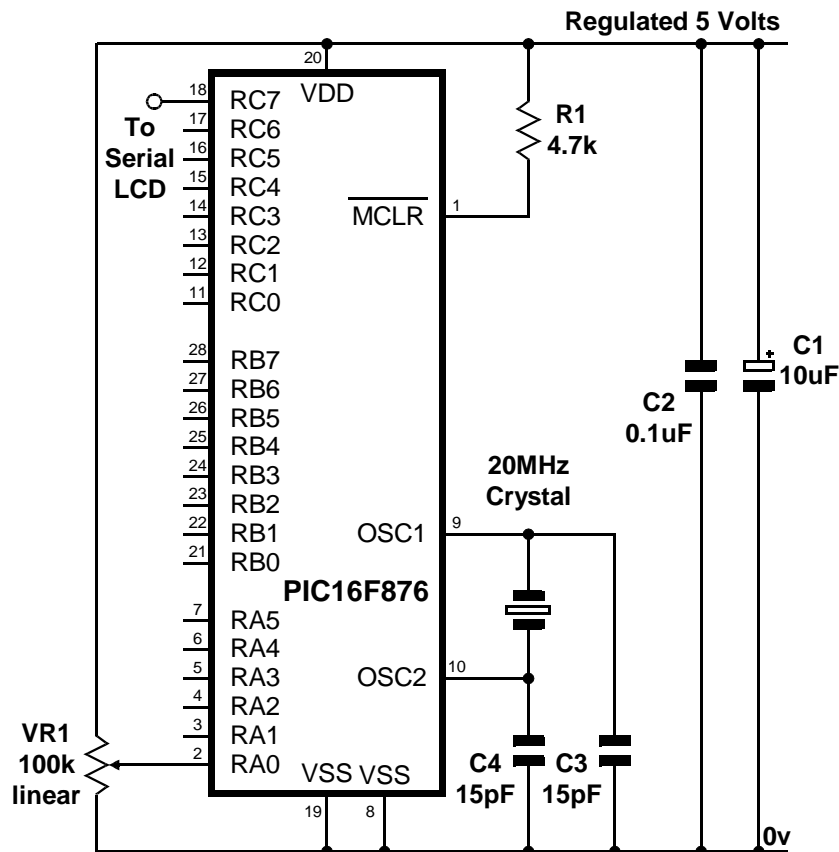 Regulated 5 Volts
20
VDD
18
RC7
17
RC6
16
RC5
15
RC4
14
RC3
13
RC2
12
RC1
11
RC0
To
Serial
LCD
MCLR
1
R1
4.7k
28
RB7
27
RB6
26
RB5
25
RB4
24
RB3
23
RB2
22
RB1
21
RB0
C2
0.1uF
+
C1
10uF
20MHz
Crystal
OSC1
9
PIC16F876
OSC2
10
7
RA5
6
RA4
5
RA3
4
RA2
3
RA1
2
RA0
VR1
100k
linear
VSS
VSS
19
8
C4
15pF
C3
15pF
0v